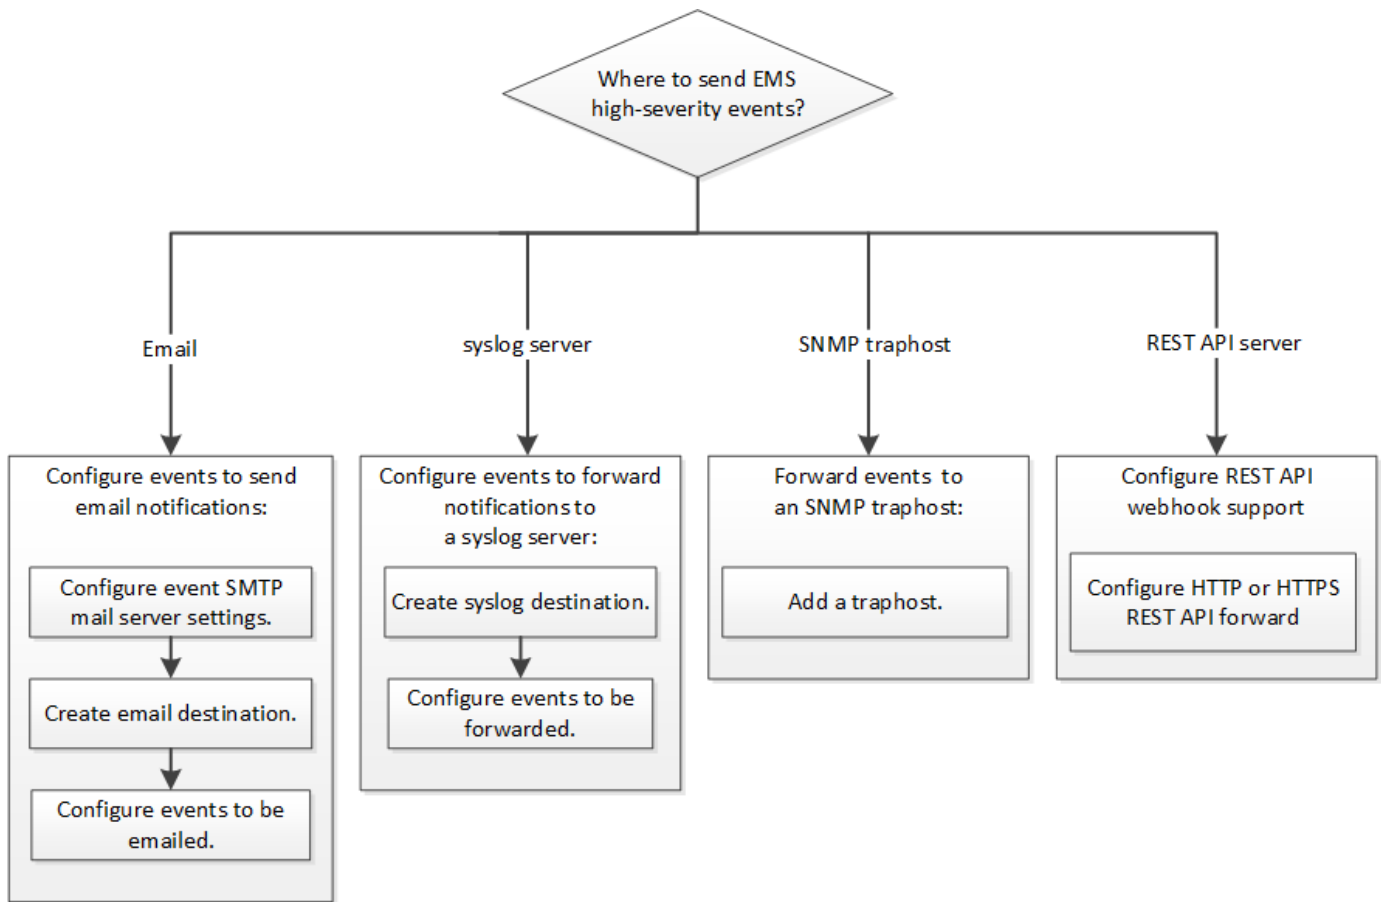 Where to send EMS
high-severity events?
Email
syslog server
SNMP traphost
REST API server
Configure events to send
email notifications:
Configure event SMTP
mail server settings.
Create email destination.
Configure events to be
emailed.
Configure events to forward
notifications to
a syslog server:
Create syslog destination.
Configure events to be
forwarded.
Forward events to
an SNMP traphost:
Add a traphost.
Configure REST API
webhook support
Configure HTTP or HTTPS
REST API forward